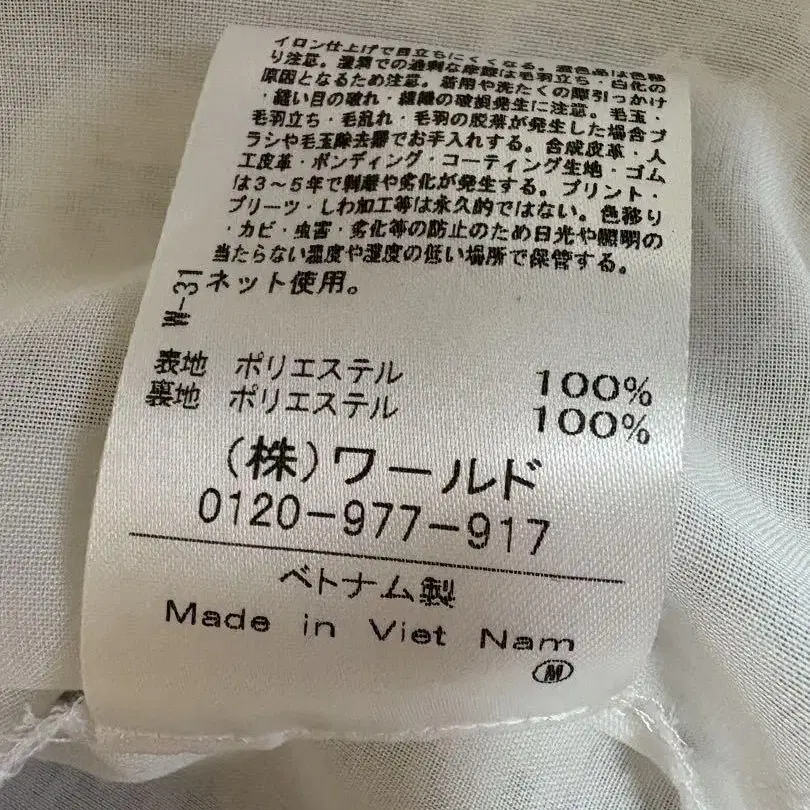 イロン仕上げで目立ちにくくなる。濃色品は色移
り注意。湿潤での過剰な摩擦は毛羽立ち・白化の
原因となるため注意。着用や洗たくの際引っかけ
・縫い目の破れ・組織の破損発生に注意。毛玉・
毛羽立ち・毛乱れ・毛羽の脱落が発生した場合ブ
ラシや毛玉除去器でお手入れする。合成皮革・人
工皮革・ボンディング・コーティング生地・ゴム
は3～5年で剥離や劣化が発生する。プリント・
プリーツ・しわ加工等は永久的ではない。色移り
・カビ・虫害・劣化等の防止のため日光や照明の
当たらない温度や湿度の低い場所で保管する。
ネット使用。
W-31
表地 ポリエステル 100%
裏地 ポリエステル 100%
(株)ワールド
0120-977-917
ベトナム製
Made in Viet Nam
M